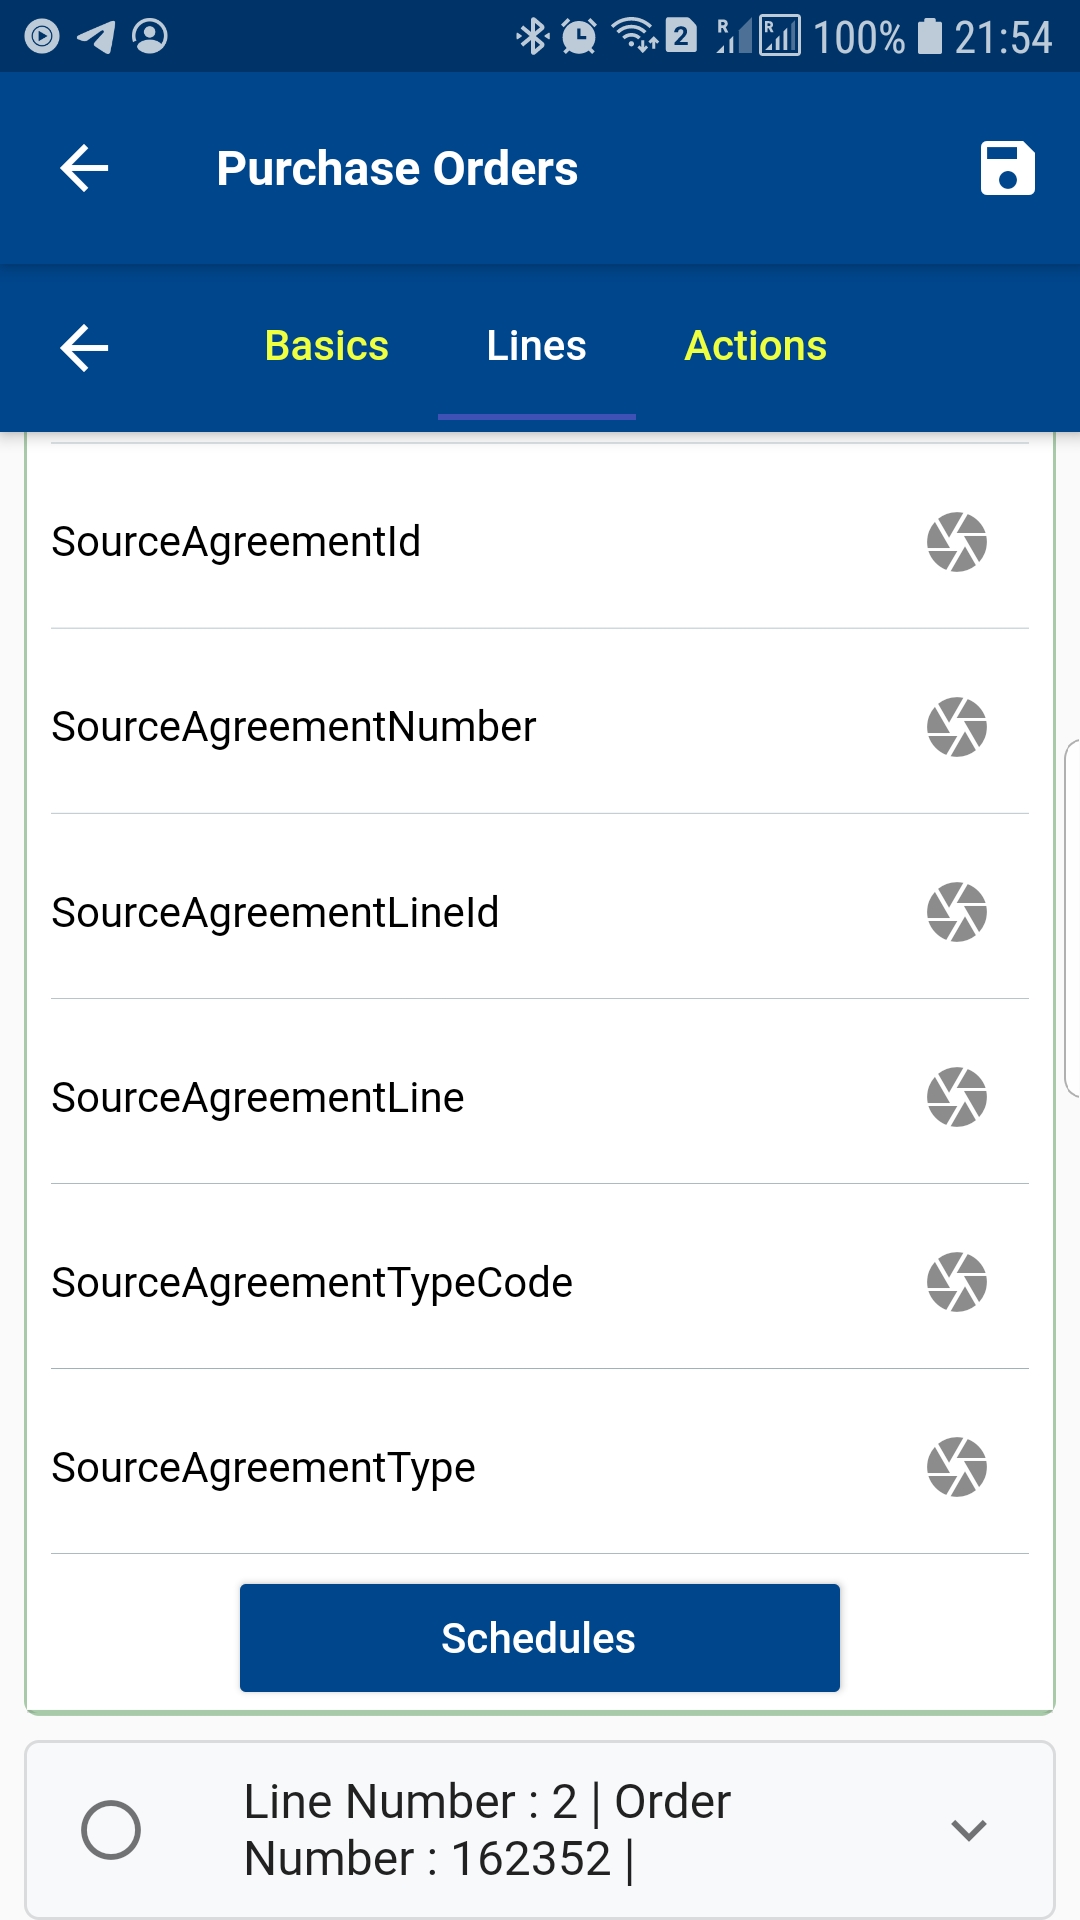 R 2 R 100% 21:54
Purchase Orders
Basics Lines Actions
SourceAgreementId
SourceAgreementNumber
SourceAgreementLineId
SourceAgreementLine
SourceAgreementTypeCode
SourceAgreementType
Schedules
Line Number : 2 | Order
Number : 162352 |